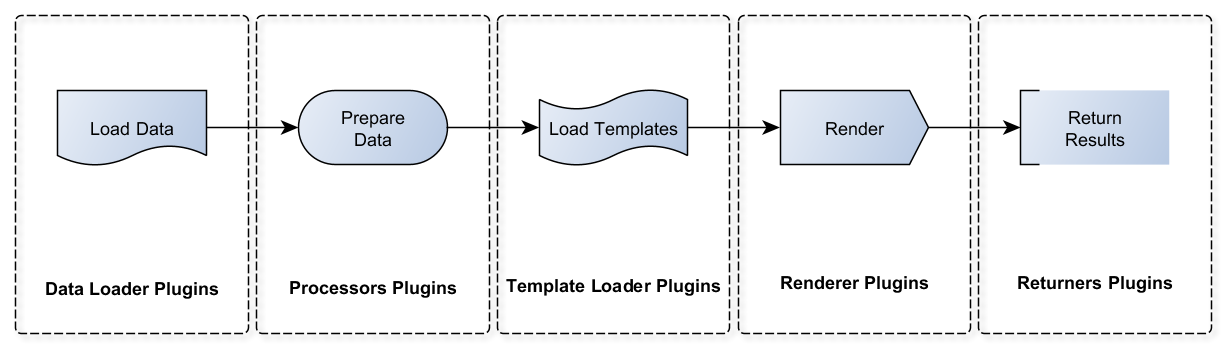 Load Data
Prepare
Data
Load Templates
Render
Return
Results
Data Loader Plugins
Processors Plugins
Template Loader Plugins
Renderer Plugins
Returners Plugins